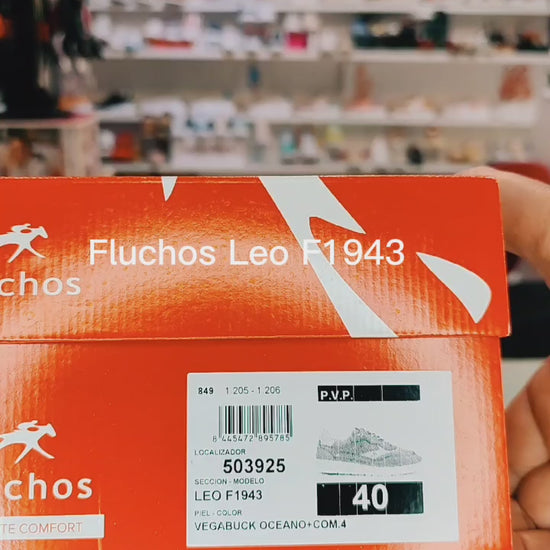 Fluchos Leo F1943
chos
849 1.205 - 1.206
P.V.P.
8 445472 895785
LOCALIZADOR
503925
SECCION - MODELO
LEO F1943
40
PIEL - COLOR
VEGABUCK OCEANO+COM.4
uchos
TE COMFORT